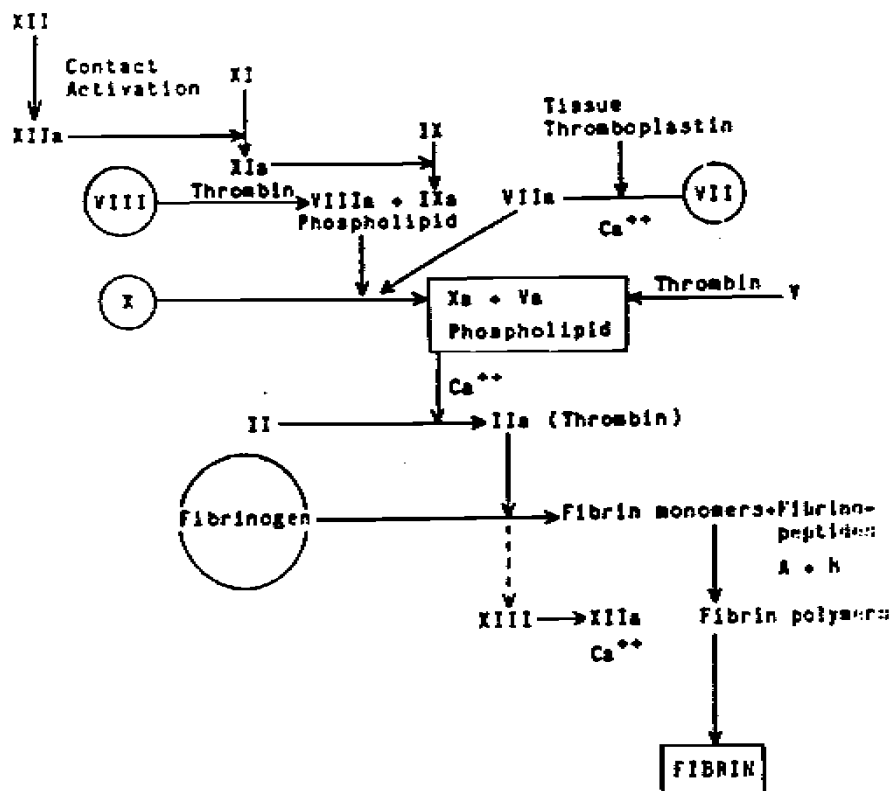 XII
Contact
Activation
XI
Tissue
Thromboplastin
XIIa
IX
XIa
Thrombin
VIII
VIIIa + IXa
Phospholipid
VIIa
VII
Ca++
X
Xa + Va
Phospholipid
Thrombin
V
Ca++
II
IIa (Thrombin)
Fibrinogen
Fibrin monomers+Fibrino-
peptides
A +
XIII
XIIa
Ca++
Fibrin polymers
FIBRIN